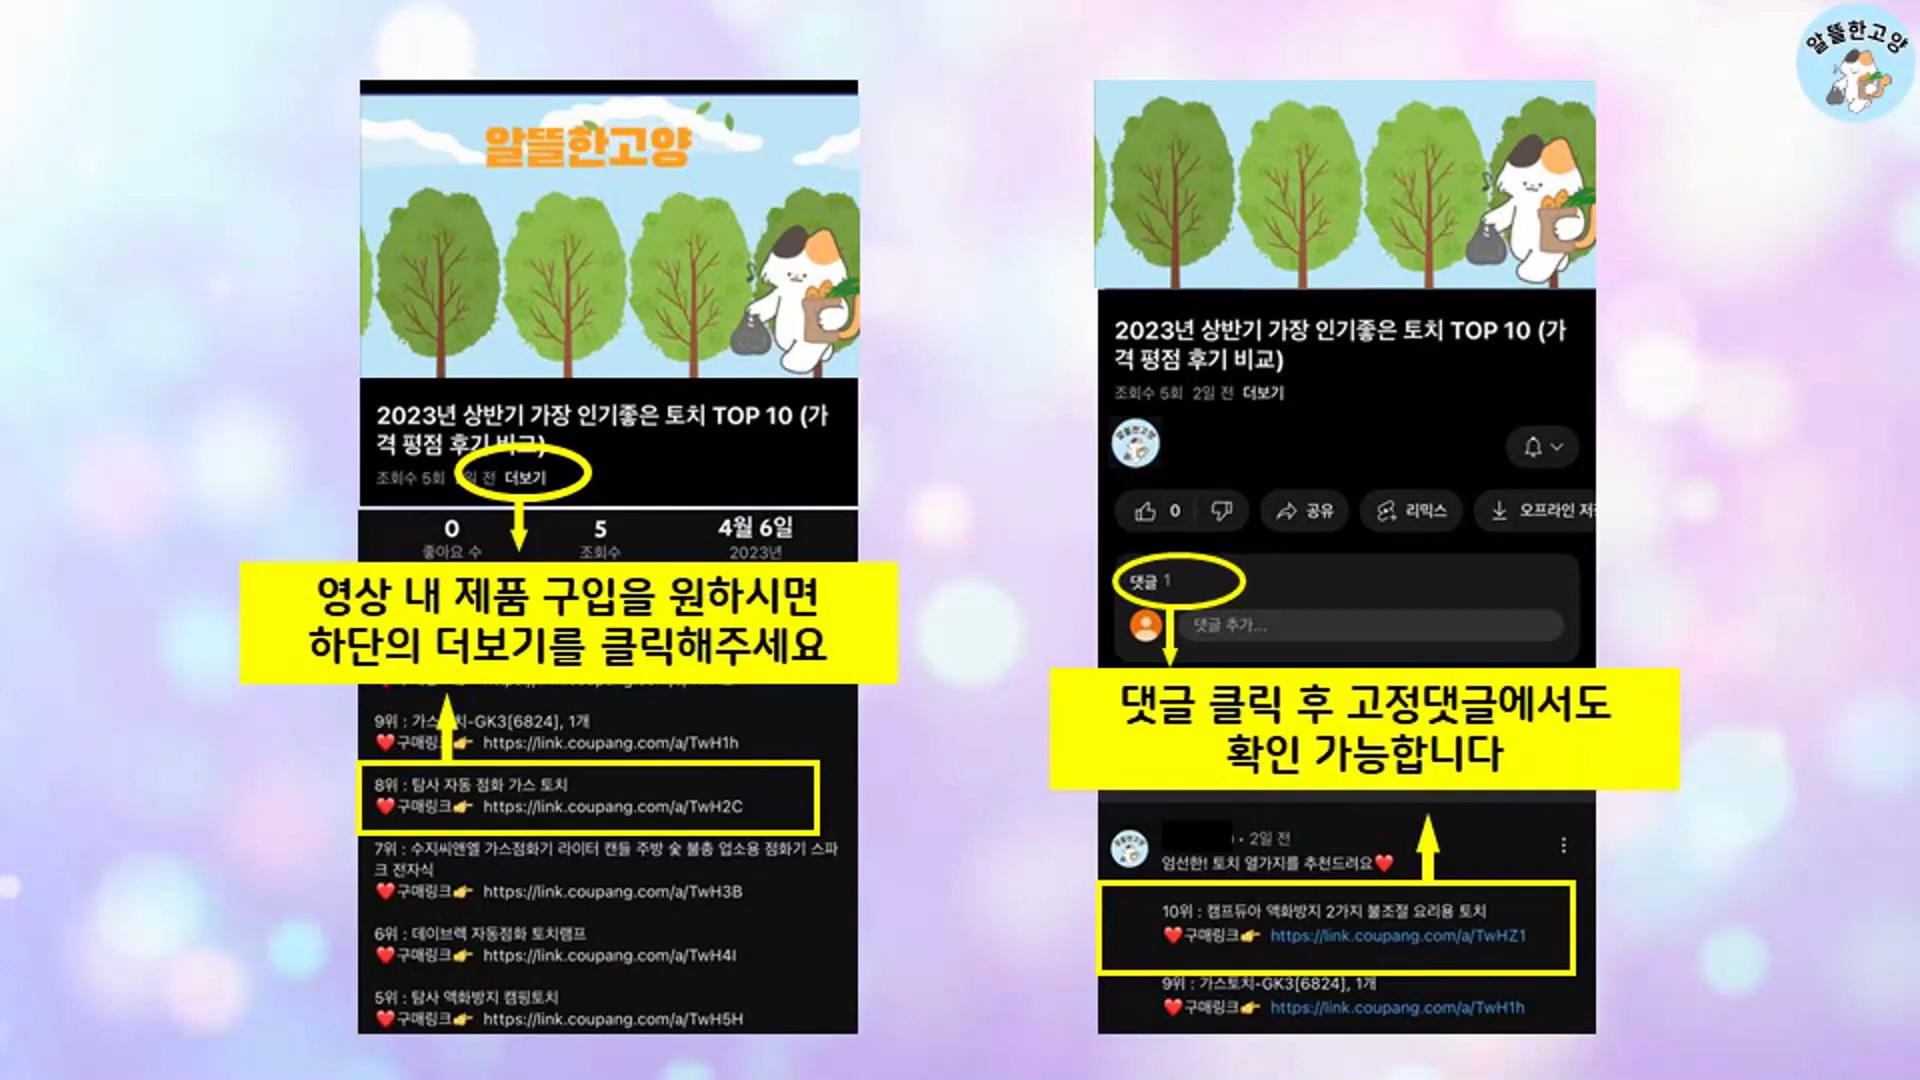 알뜰한고양
알뜰한고양
2023년 상반기 가장 인기좋은 토치 TOP 10 (가
격 평점 후기 비교)
조회수 5회 전 더보기
0
좋아요 수
5
조회수
4월 6일
2023년
영상 내 제품 구입을 원하시면
하단의 더보기를 클릭해주세요
9위 : 가스토치-GK3[6824], 1개
구매링크 https://link.coupang.com/a/TwH1h
8위 : 탐사 자동 점화 가스 토치
구매링크 https://link.coupang.com/a/TwH2C
7위 : 수지씨앤엘 가스점화기 라이터 캔들 주방 숯 불총 업소용 점화기 스파
크 전자식
구매링크 https://link.coupang.com/a/TwH3B
6위 : 데이브렉 자동점화 토치램프
구매링크 https://link.coupang.com/a/TwH4I
5위 : 탐사 액화방지 캠핑토치
구매링크 https://link.coupang.com/a/TwH5H
2023년 상반기 가장 인기좋은 토치 TOP 10 (가
격 평점 후기 비교)
조회수 5회 2일 전 더보기
알뜰한고양
0
공유
리믹스
오프라인 저
댓글 1
댓글 추가...
댓글 클릭 후 고정댓글에서도
확인 가능합니다
알뜰한고양
• 2일 전
엄선한! 토치 열가지를 추천드려요❤️
10위 : 캠프듀아 액화방지 2가지 불조절 요리용 토치
구매링크 https://link.coupang.com/a/TwHZ1
9위 : 가스토치-GK3[6824], 1개
구매링크 https://link.coupang.com/a/TwH1h